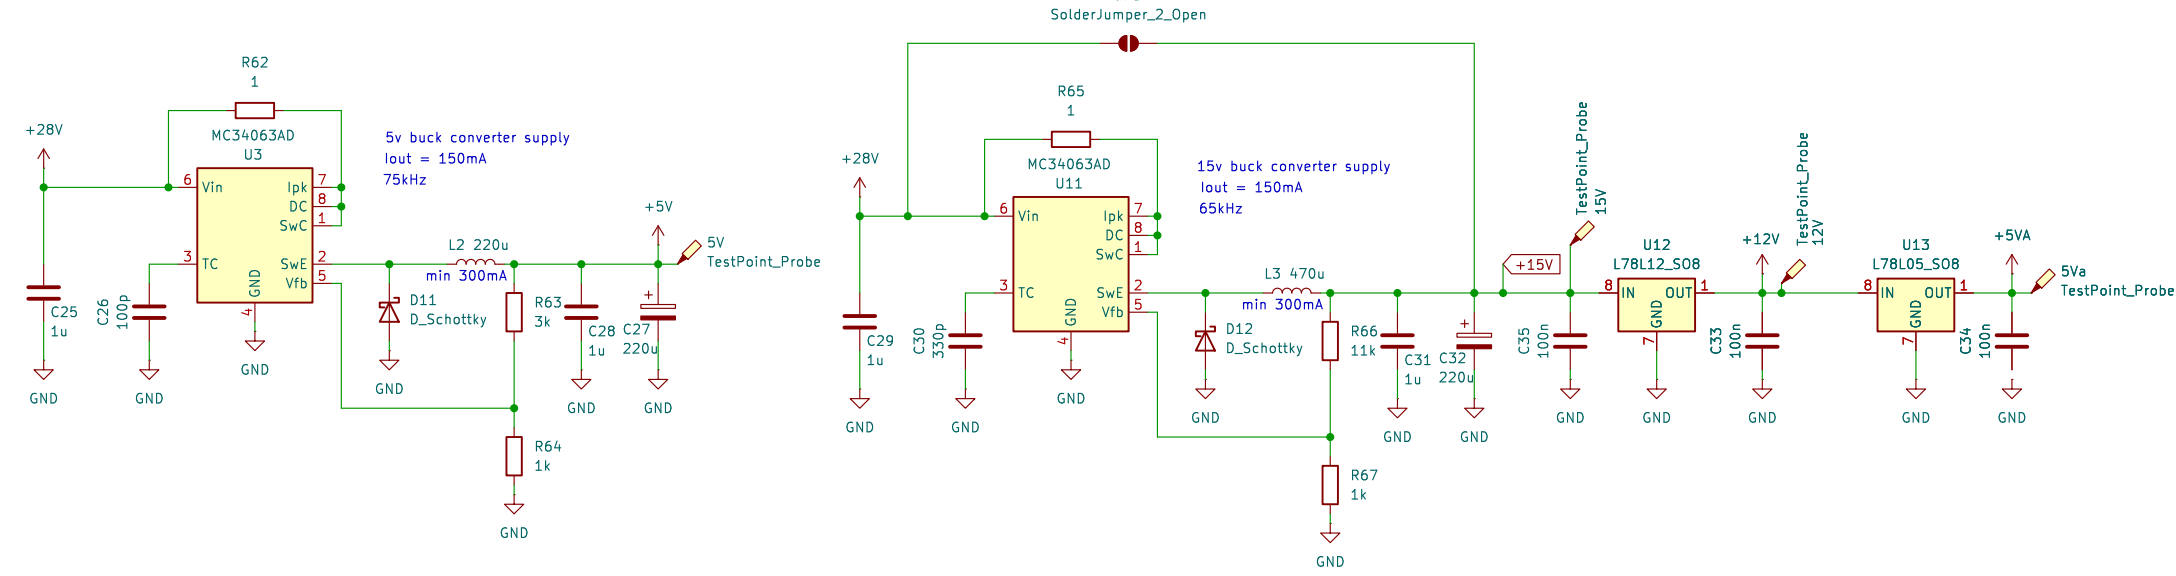 SolderJumper_2_Open
R62
1
+28V
MC34063AD
U3
6
Vin
Ipk
7
DC
8
SwC
1
3
TC
SwE
2
Vfb
5
GND
4
GND
C25
1u
GND
C26
100p
GND
5v buck converter supply
Iout = 150mA
75kHz
L2 220u
min 300mA
D11
D_Schottky
GND
R63
3k
R64
1k
GND
C28
1u
GND
C27
220u
+
GND
+5V
5V
TestPoint_Probe
R65
1
+28V
MC34063AD
U11
6
Vin
Ipk
7
DC
8
SwC
1
3
TC
SwE
2
Vfb
5
GND
4
GND
C29
1u
GND
C30
330p
GND
15v buck converter supply
Iout = 150mA
65kHz
L3 470u
min 300mA
D12
D_Schottky
GND
R66
11k
R67
1k
GND
C31
1u
GND
C32
220u
+
GND
+15V
TestPoint_Probe
15V
C35
100n
GND
U12
L78L12_SO8
8
IN
OUT
1
GND
7
GND
+12V
TestPoint_Probe
12V
C33
100n
GND
U13
L78L05_SO8
8
IN
OUT
1
GND
7
GND
+5VA
5Va
TestPoint_Probe
C34
100n
GND